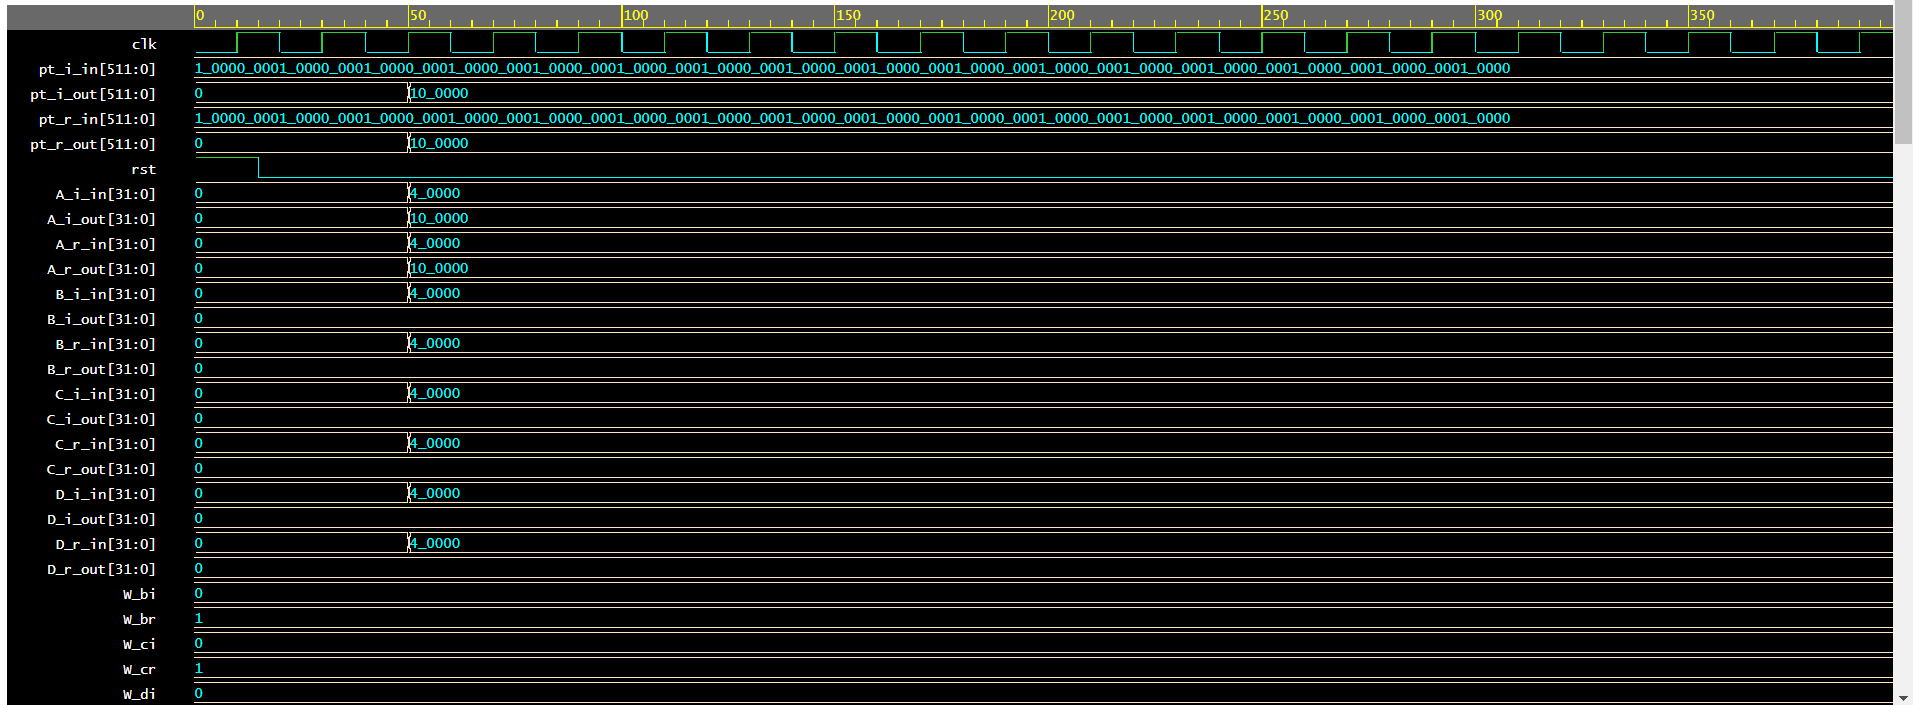 0 50 100 150 200 250 300 350
clk
pt_i_in[511:0] 1_0000_0001_0000_0001_0000_0001_0000_0001_0000_0001_0000_0001_0000_0001_0000_0001_0000_0001_0000_0001_0000_0001_0000_0001_0000_0001_0000_0001_0000_0001_0000
pt_i_out[511:0] 0 10_0000
pt_r_in[511:0] 1_0000_0001_0000_0001_0000_0001_0000_0001_0000_0001_0000_0001_0000_0001_0000_0001_0000_0001_0000_0001_0000_0001_0000_0001_0000_0001_0000_0001_0000_0001_0000
pt_r_out[511:0] 0 10_0000
rst
A_i_in[31:0] 0 4_0000
A_i_out[31:0] 0 10_0000
A_r_in[31:0] 0 4_0000
A_r_out[31:0] 0 10_0000
B_i_in[31:0] 0 4_0000
B_i_out[31:0] 0
B_r_in[31:0] 0 4_0000
B_r_out[31:0] 0
C_i_in[31:0] 0 4_0000
C_i_out[31:0] 0
C_r_in[31:0] 0 4_0000
C_r_out[31:0] 0
D_i_in[31:0] 0 4_0000
D_i_out[31:0] 0
D_r_in[31:0] 0 4_0000
D_r_out[31:0] 0
W_bi 0
W_br 1
W_ci 0
W_cr 1
W_di 0